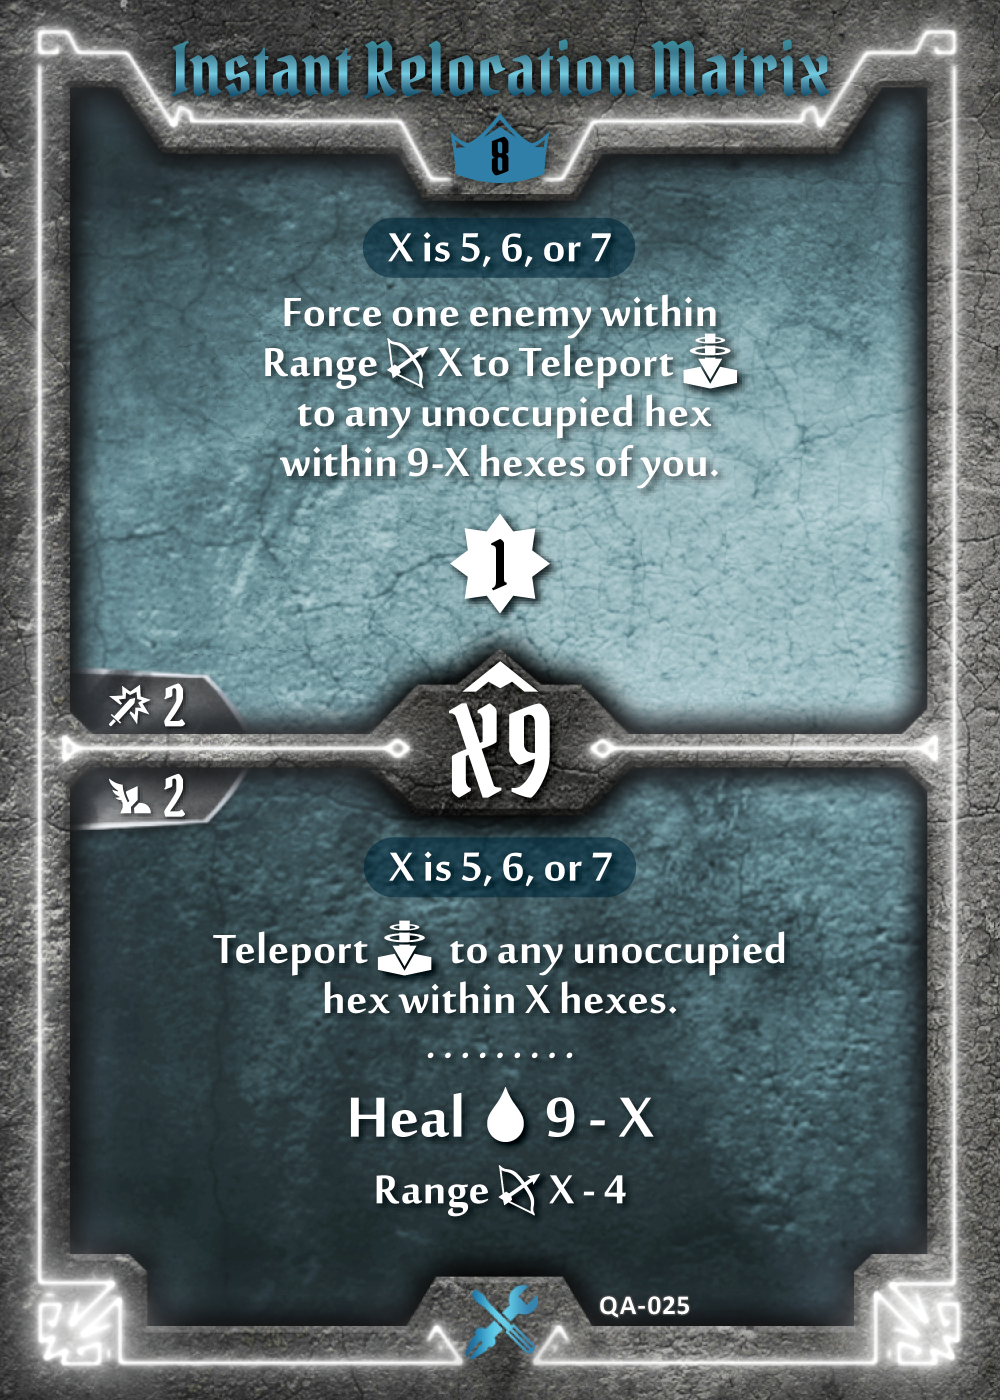 Instant Relocation Matrix
8
X is 5, 6, or 7
Force one enemy within
Range X to Teleport
to any unoccupied hex
within 9-X hexes of you.
1
2
X9
2
X is 5, 6, or 7
Teleport to any unoccupied
hex within X hexes.
.........
Heal 9 - X
Range X - 4
QA-025